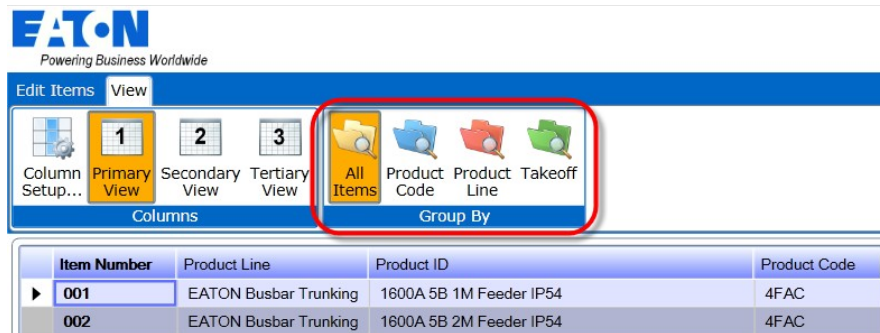 EATON
Powering Business Worldwide
Edit Items View
1 2 3
Column Primary Secondary Tertiary All Product Product Takeoff
Setup... View View View Items Code Line
Columns Group By
Item Number Product Line Product ID Product Code
001 EATON Busbar Trunking 1600A 5B 1M Feeder IP54 4FAC
002 EATON Busbar Trunking 1600A 5B 2M Feeder IP54 4FAC